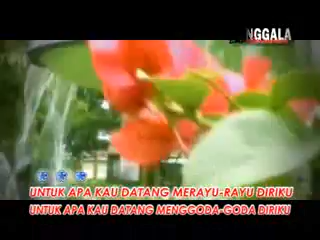 NGGALA
UNTUK APA KAU DATANG MERAYU-RAYU DIRIKU
UNTUK APA KAU DATANG MENGGODA-GODA DIRIKU